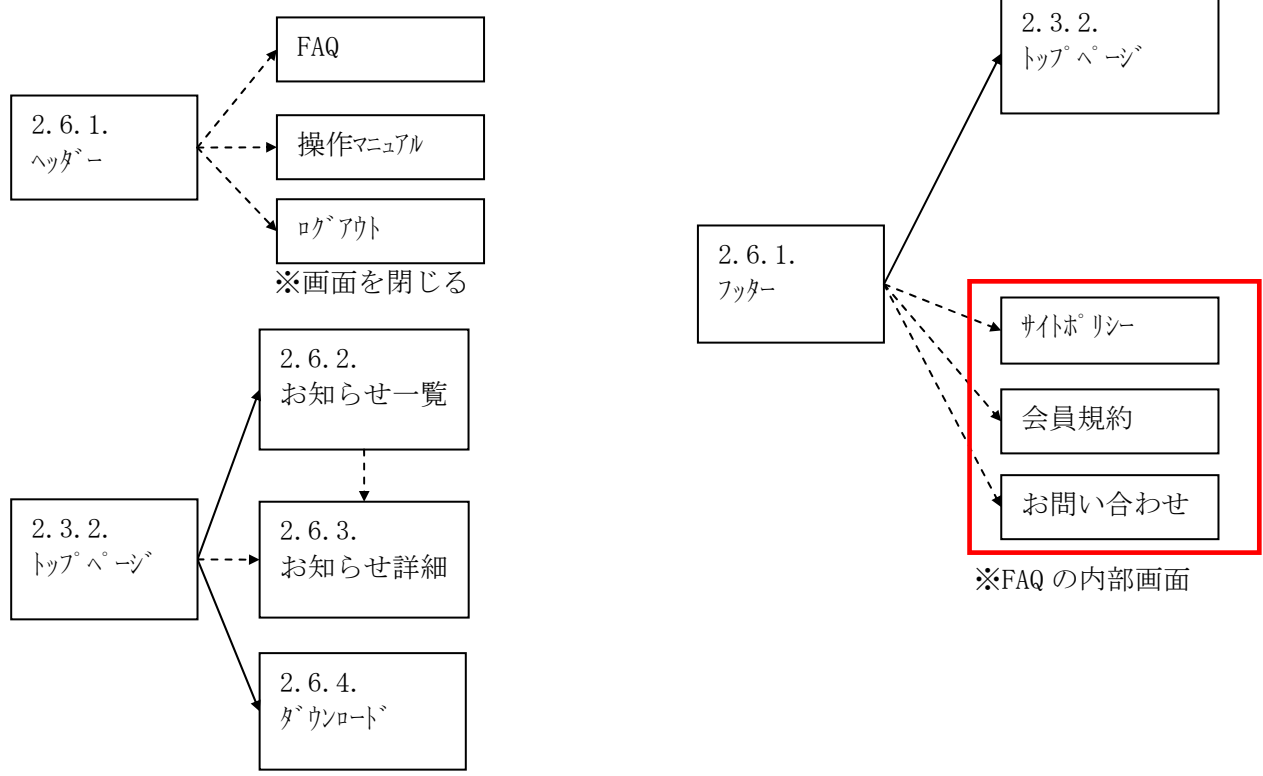 FAQ
2.6.1.
ﾍｯﾀﾞｰ
操作ﾏﾆｭｱﾙ
ﾛｸﾞｱｳﾄ
※画面を閉じる
2.6.2.
お知らせ一覧
2.3.2.
ﾄｯﾌﾟﾍﾟｰｼﾞ
2.6.3.
お知らせ詳細
2.6.4.
ﾀﾞｳﾝﾛｰﾄﾞ
2.3.2.
ﾄｯﾌﾟﾍﾟｰｼﾞ
2.6.1.
ﾌｯﾀｰ
ｻｲﾄﾎﾟﾘｼｰ
会員規約
お問い合わせ
※FAQの内部画面